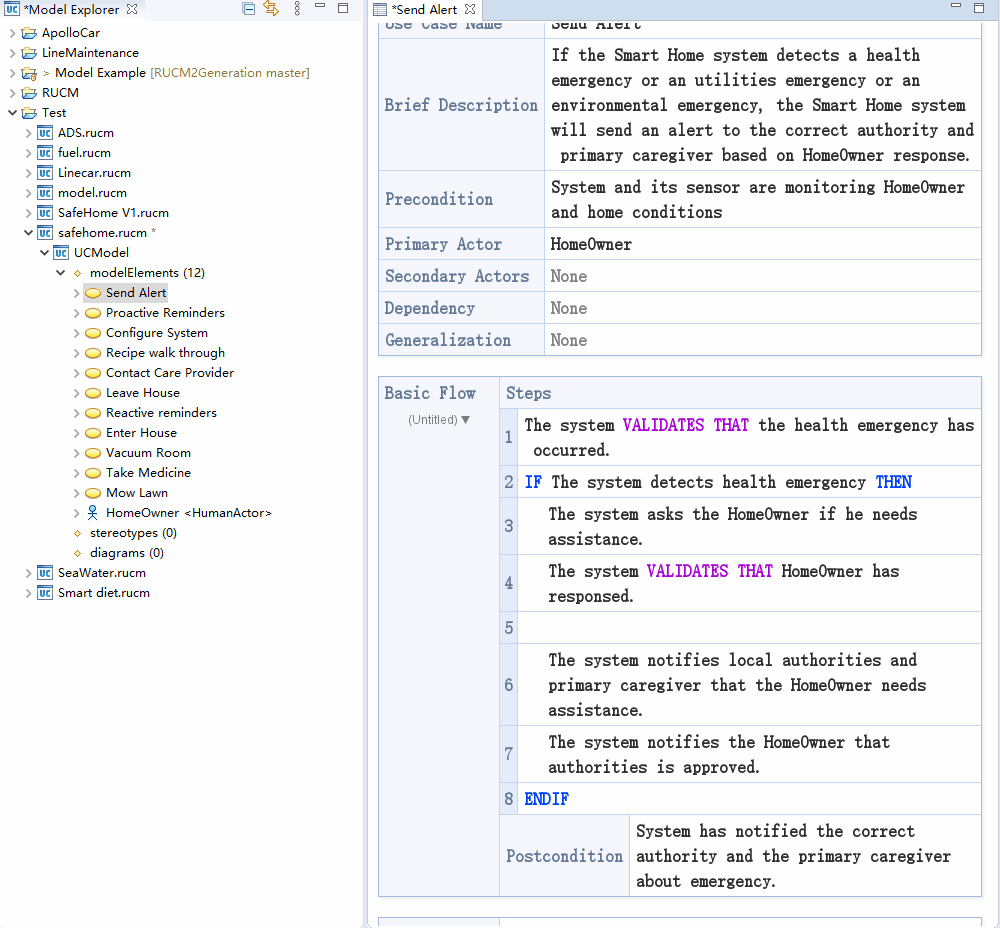 *Model Explorer
ApolloCar
LineMaintenance
> Model Example [RUCM2Generation master]
RUCM
Test
UC ADS.rucm
UC fuel.rucm
UC Linecar.rucm
UC model.rucm
UC SafeHome V1.rucm
UC safehome.rucm *
UC UCModel
modelElements (12)
Send Alert
Proactive Reminders
Configure System
Recipe walk through
Contact Care Provider
Leave House
Reactive reminders
Enter House
Vacuum Room
Take Medicine
Mow Lawn
HomeOwner <HumanActor>
stereotypes (0)
diagrams (0)
UC SeaWater.rucm
UC Smart diet.rucm
*Send Alert
Use Case Name Send Alert
Brief Description
If the Smart Home system detects a health
emergency or an utilities emergency or an
environmental emergency, the Smart Home system
will send an alert to the correct authority and
primary caregiver based on HomeOwner response.
Precondition
System and its sensor are monitoring HomeOwner
and home conditions
Primary Actor HomeOwner
Secondary Actors None
Dependency None
Generalization None
Basic Flow Steps
(Untitled) ▼
1 The system VALIDATES THAT the health emergency has
occurred.
2 IF The system detects health emergency THEN
3 The system asks the HomeOwner if he needs
assistance.
4 The system VALIDATES THAT HomeOwner has
responsed.
5
6 The system notifies local authorities and
primary caregiver that the HomeOwner needs
assistance.
7 The system notifies the HomeOwner that
authorities is approved.
8 ENDIF
Postcondition
System has notified the correct
authority and the primary caregiver
about emergency.